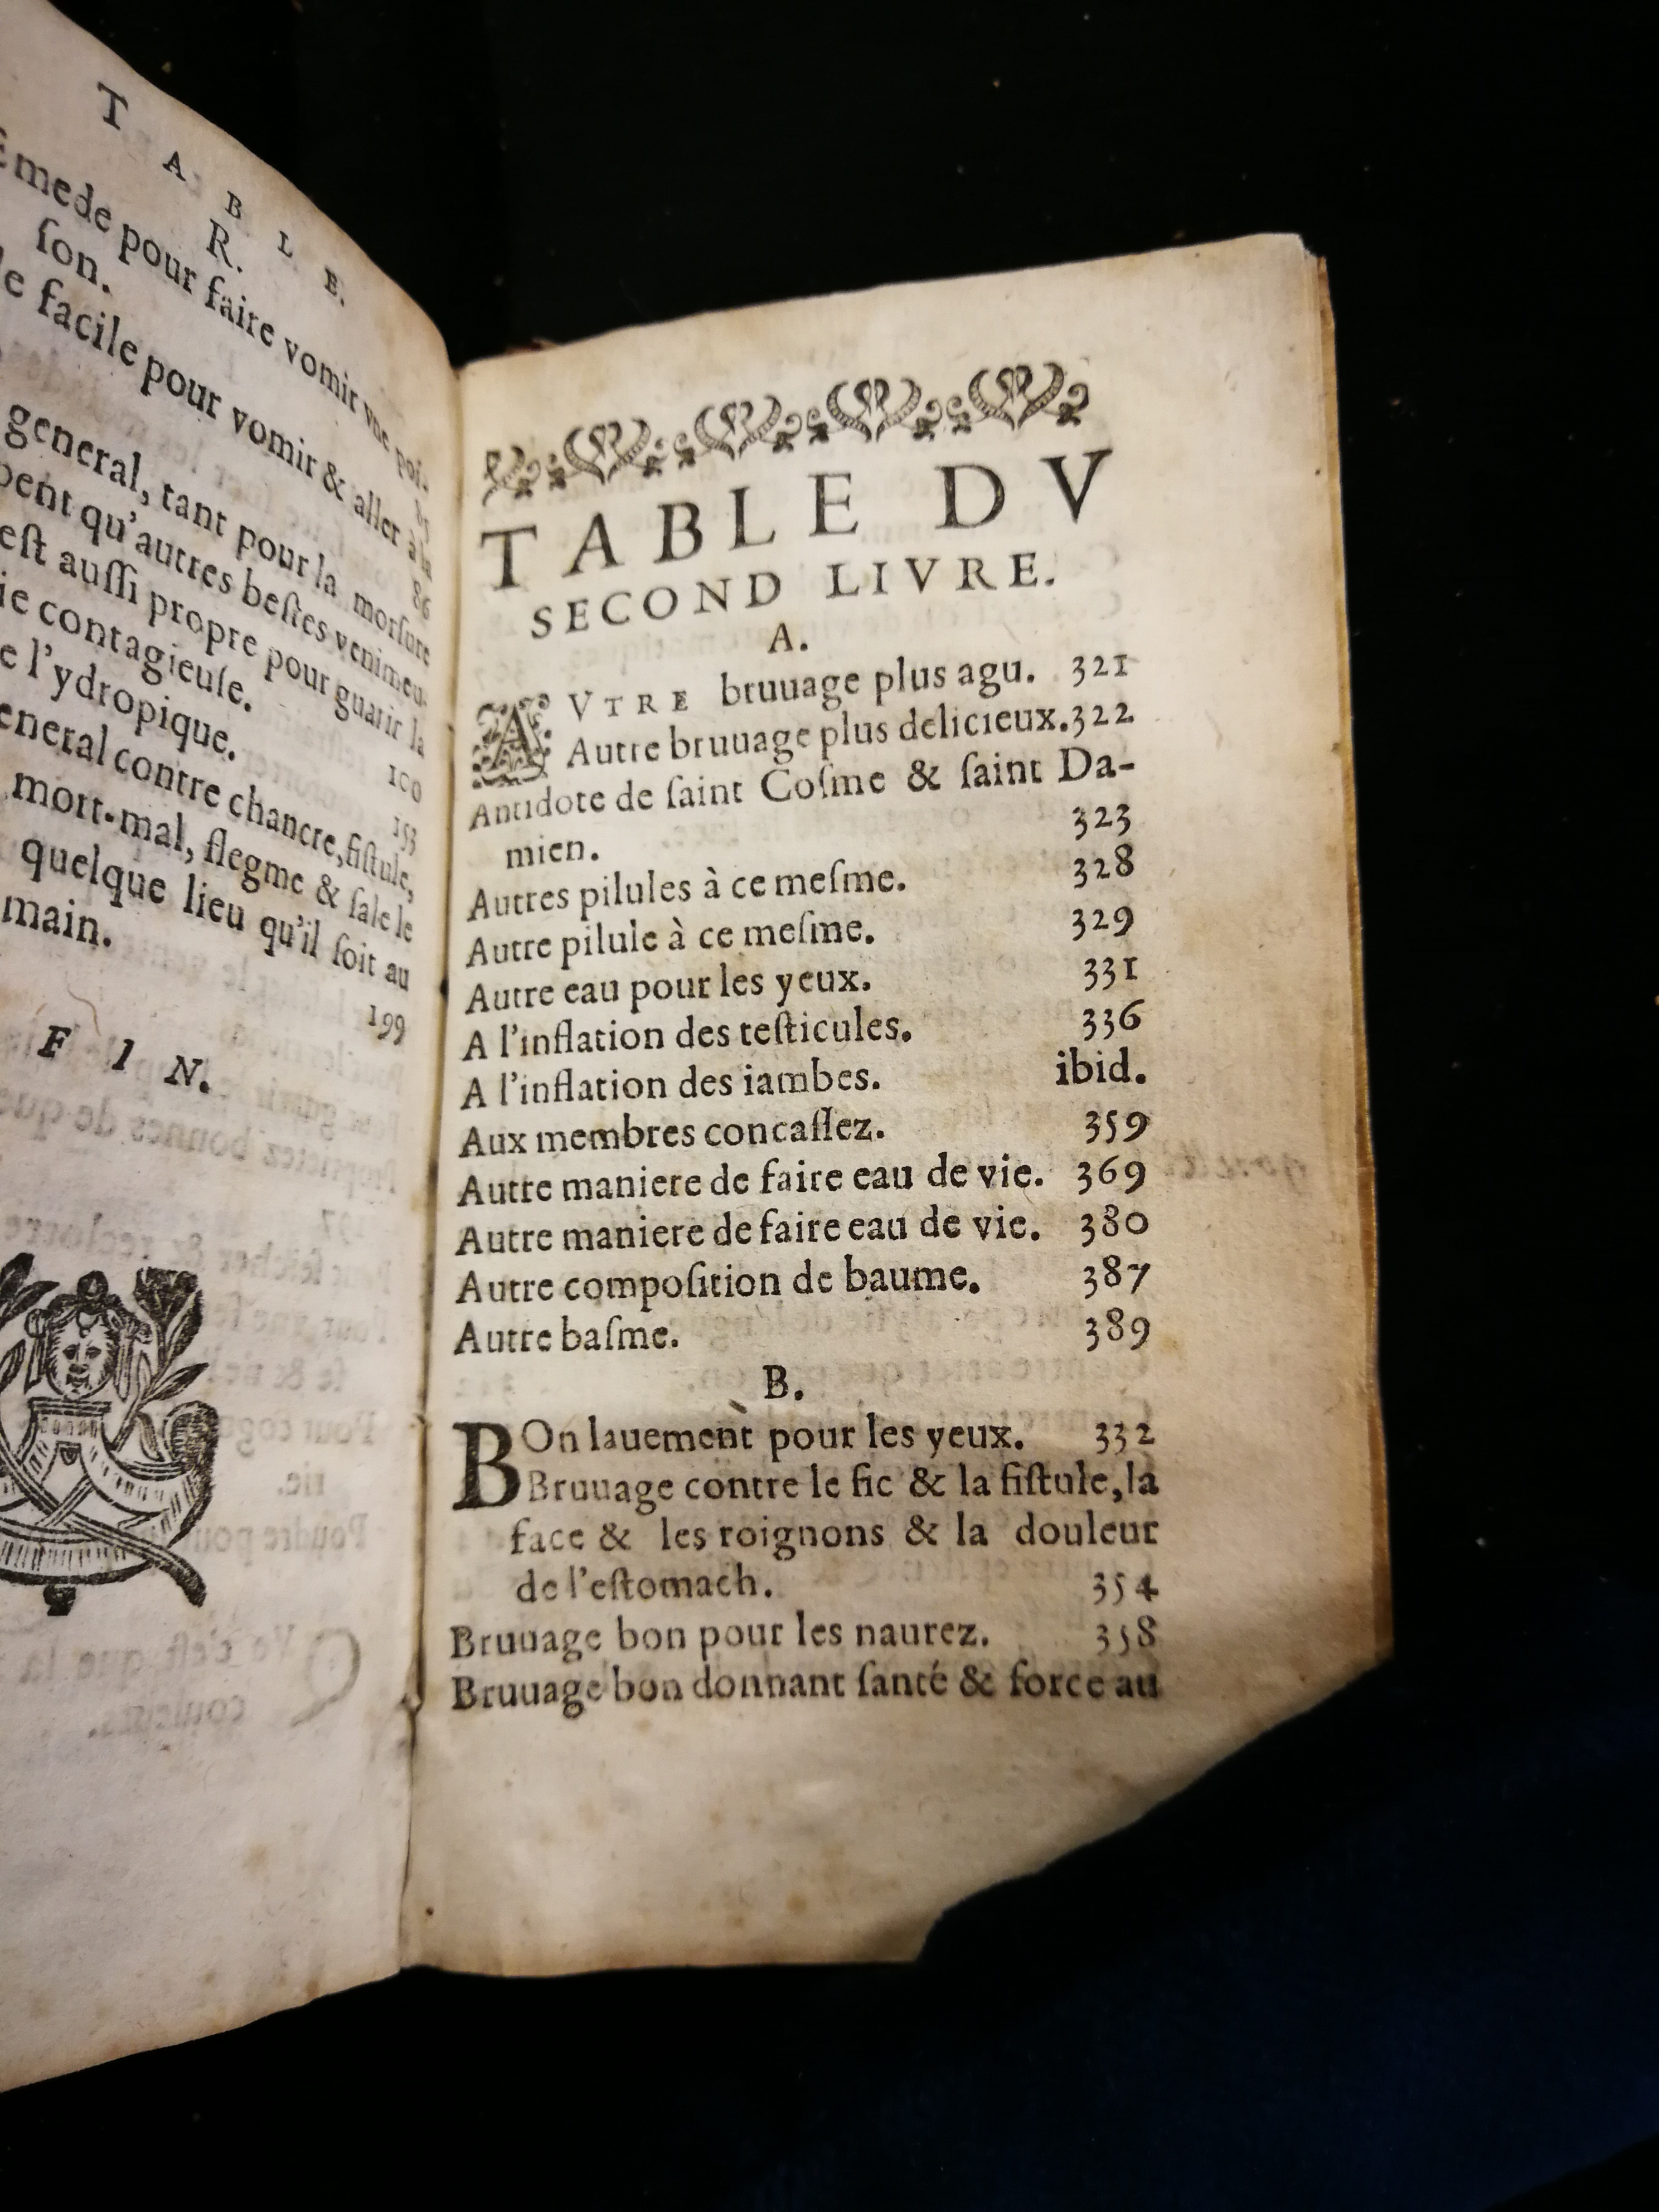 T A B L E.
R.
mede pour faire vomir vne poi-
ſon.
85
le facile pour vomir & aller à la
86
general, tant pour la morſure
pent qu'autres beſtes venimeu-
eſt auſſi propre pour guarir la
ie contagieuſe.
100
e l'ydropique.
153
eneral contre chancre, fiſtule,
mort-mal, flegme & ſale le
quelque lieu qu'il ſoit au
main.
199
F I N.
TABLE DV
SECOND LIVRE.
A.
AVTRE bruuage plus agu. 321
Autre bruuage plus delicieux. 322
Antidote de ſaint Coſme & ſaint Da-
mien. 323
Autres pilules à ce meſme. 328
Autre pilule à ce meſme. 329
Autre eau pour les yeux. 331
A l'inflation des teſticules. 336
A l'inflation des iambes. ibid.
Aux membres concaſſez. 359
Autre maniere de faire eau de vie. 369
Autre maniere de faire eau de vie. 380
Autre compoſition de baume. 387
Autre baſme. 389
B.
BOn lauement pour les yeux. 332
Bruuage contre le fic & la fiſtule, la
face & les roignons & la douleur
de l'eſtomach. 354
Bruuage bon pour les naurez. 358
Bruuage bon donnant ſanté & force au